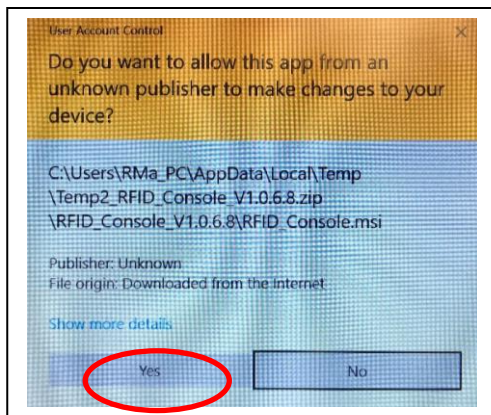 User Account Control
Do you want to allow this app from an
unknown publisher to make changes to your
device?
C:\Users\RMa_PC\AppData\Local\Temp
\Temp2_RFID_Console_V1.0.6.8.zip
\RFID_Console_V1.0.6.8\RFID_Console.msi
Publisher: Unknown
File origin: Downloaded from the Internet
Show more details
Yes
No